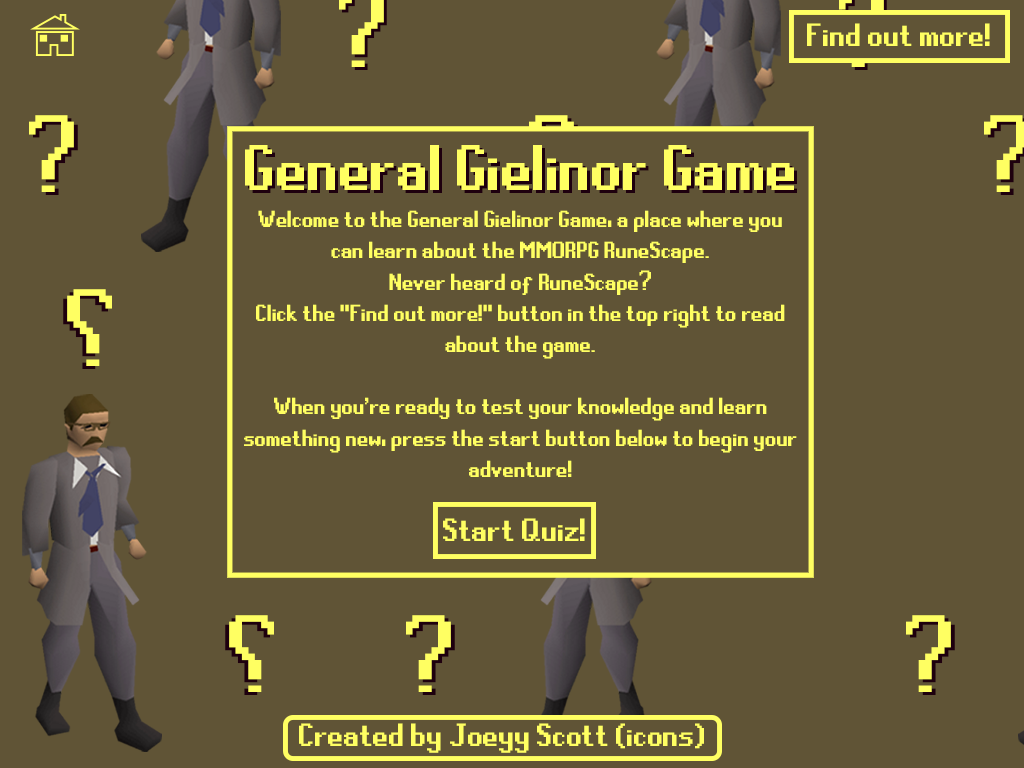 Find out more!
General Gielinor Game
Welcome to the General Gielinor Game, a place where you
can learn about the MMORPG RuneScape.
Never heard of RuneScape?
Click the "Find out more!" button in the top right to read
about the game.
When you're ready to test your knowledge and learn
something new, press the start button below to begin your
adventure!
Start Quiz!
Created by Joeyy Scott (icons)